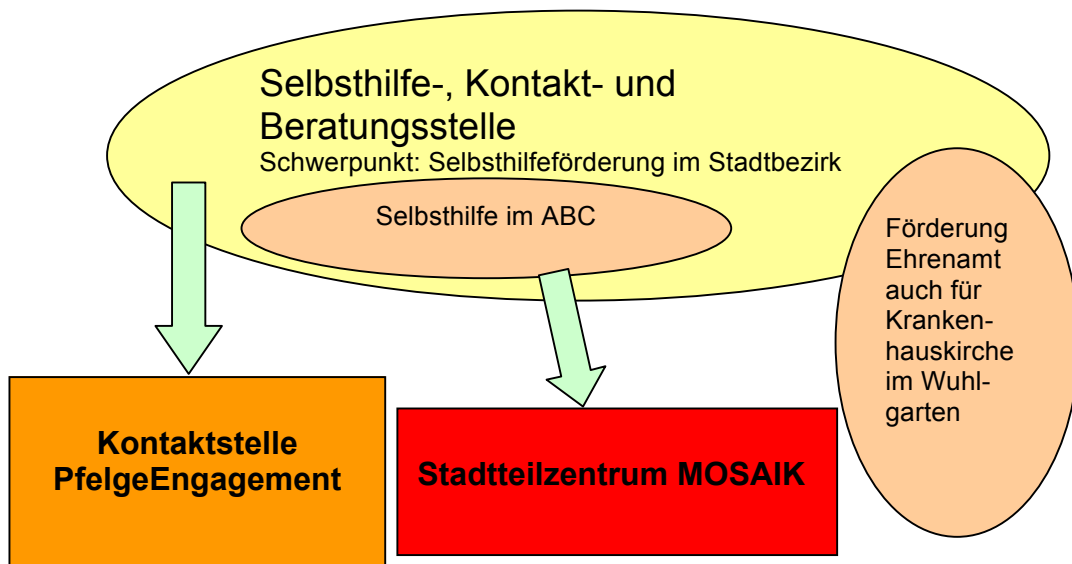 Selbsthilfe-, Kontakt- und
Beratungsstelle
Schwerpunkt: Selbsthilfeförderung im Stadtbezirk
Selbsthilfe im ABC
Förderung
Ehrenamt
auch für
Kranken-
hauskirche
im Wuhl-
garten
Kontaktstelle
PfelgeEngagement
Stadtteilzentrum MOSAIK